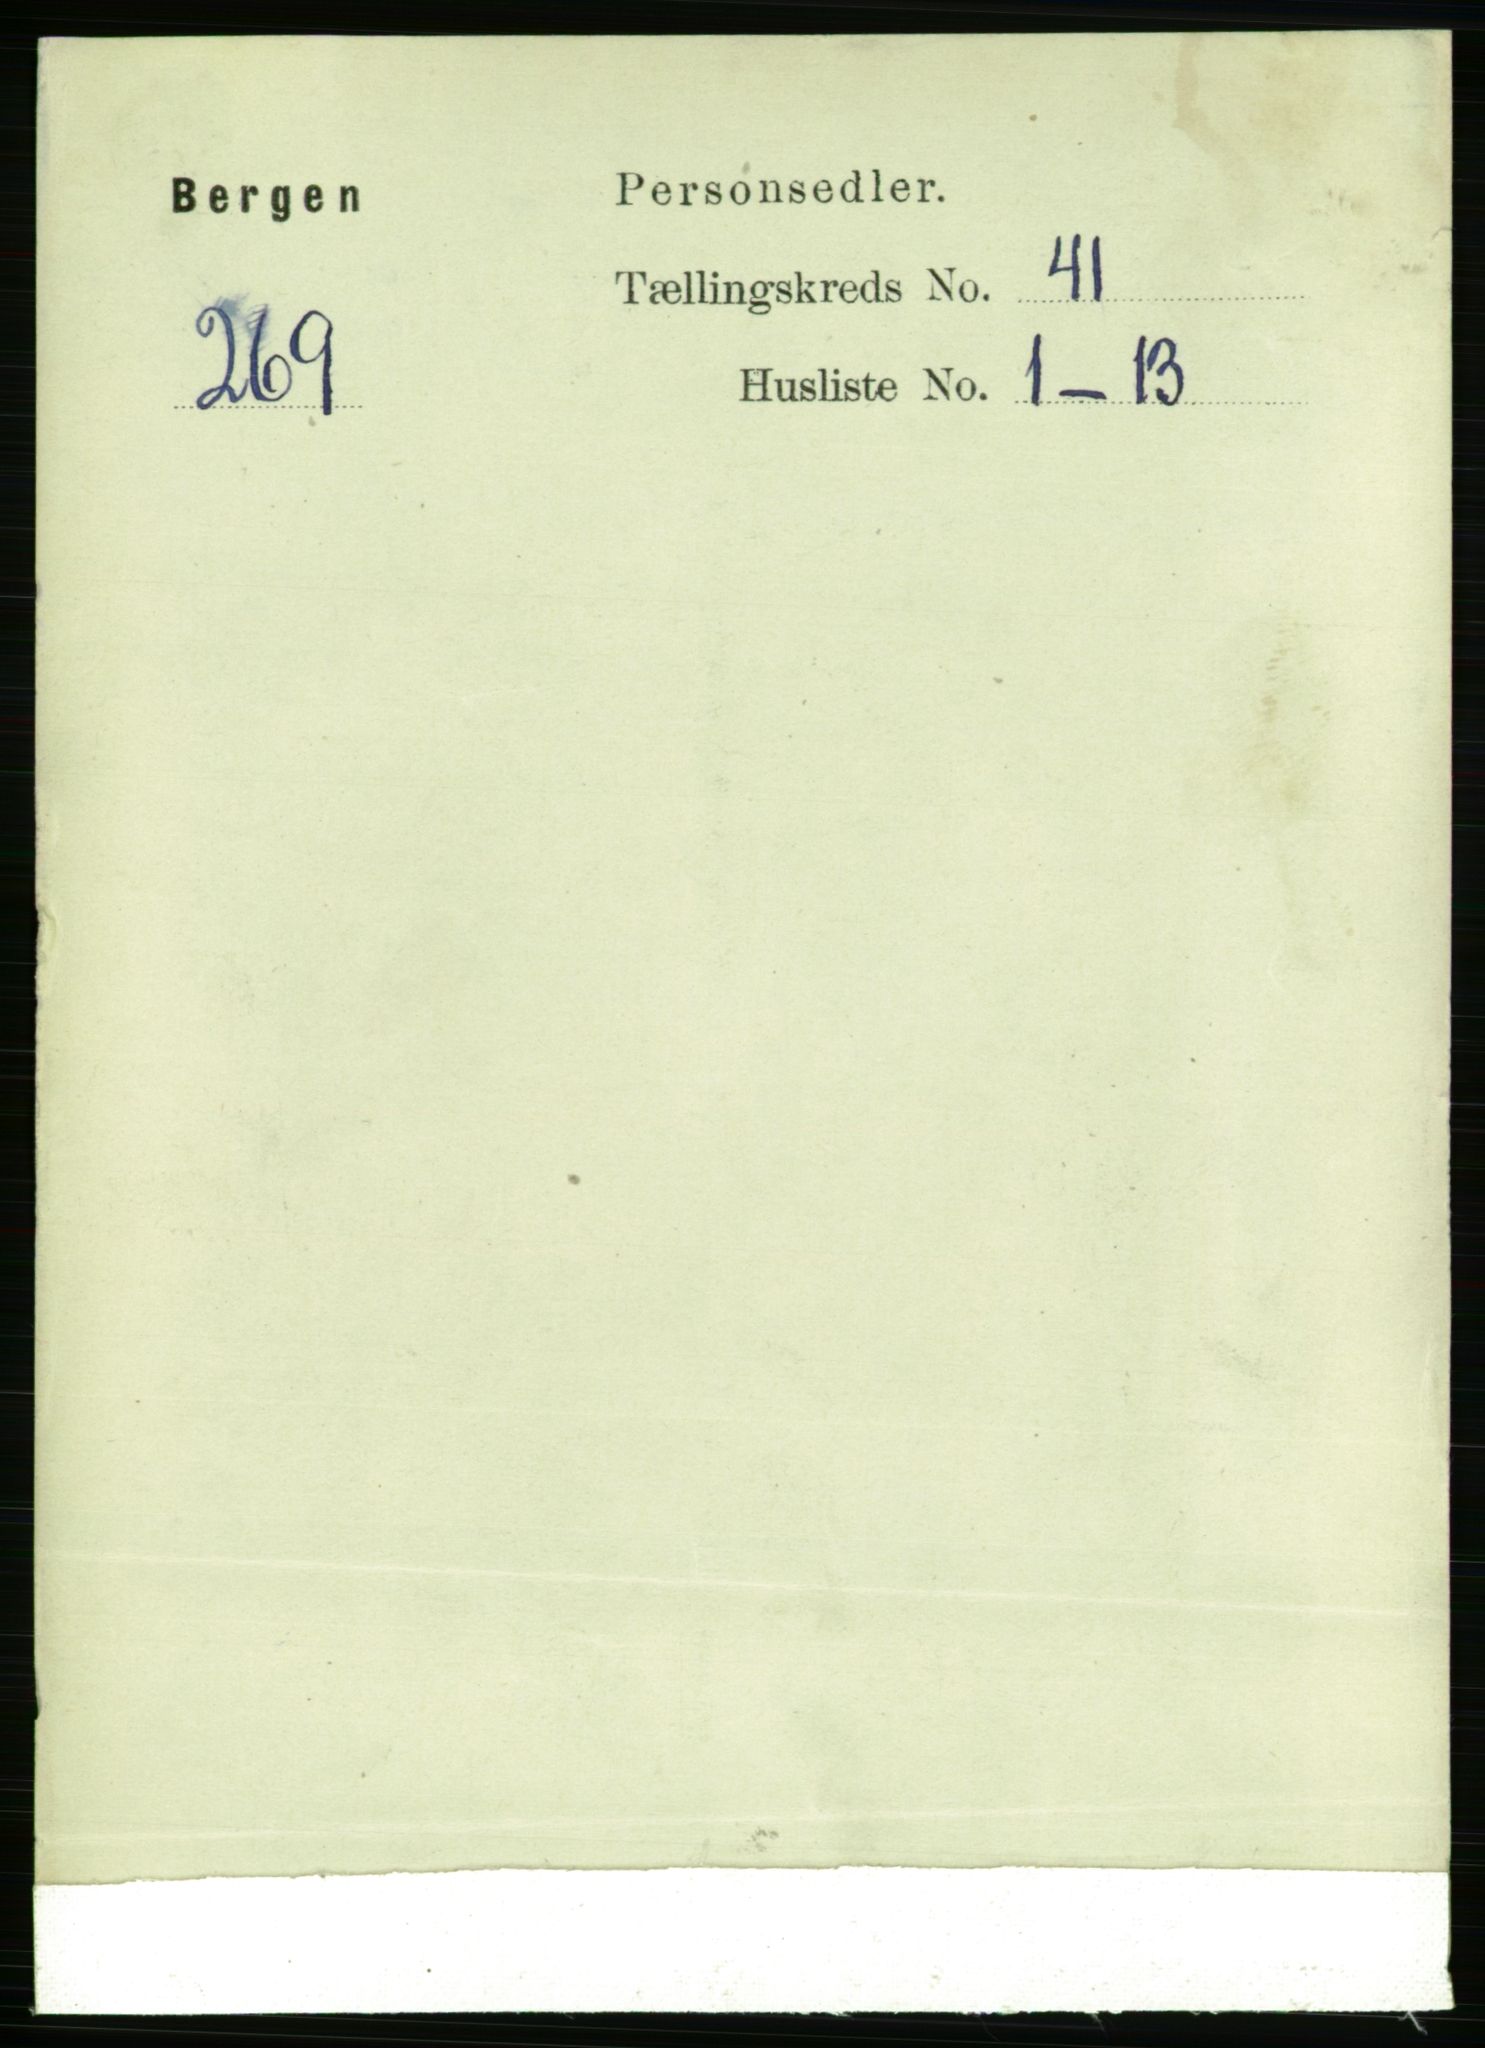 Bergen
Personsedler.
Tællingskreds No. 41
269
Husliste No. 1 – 13